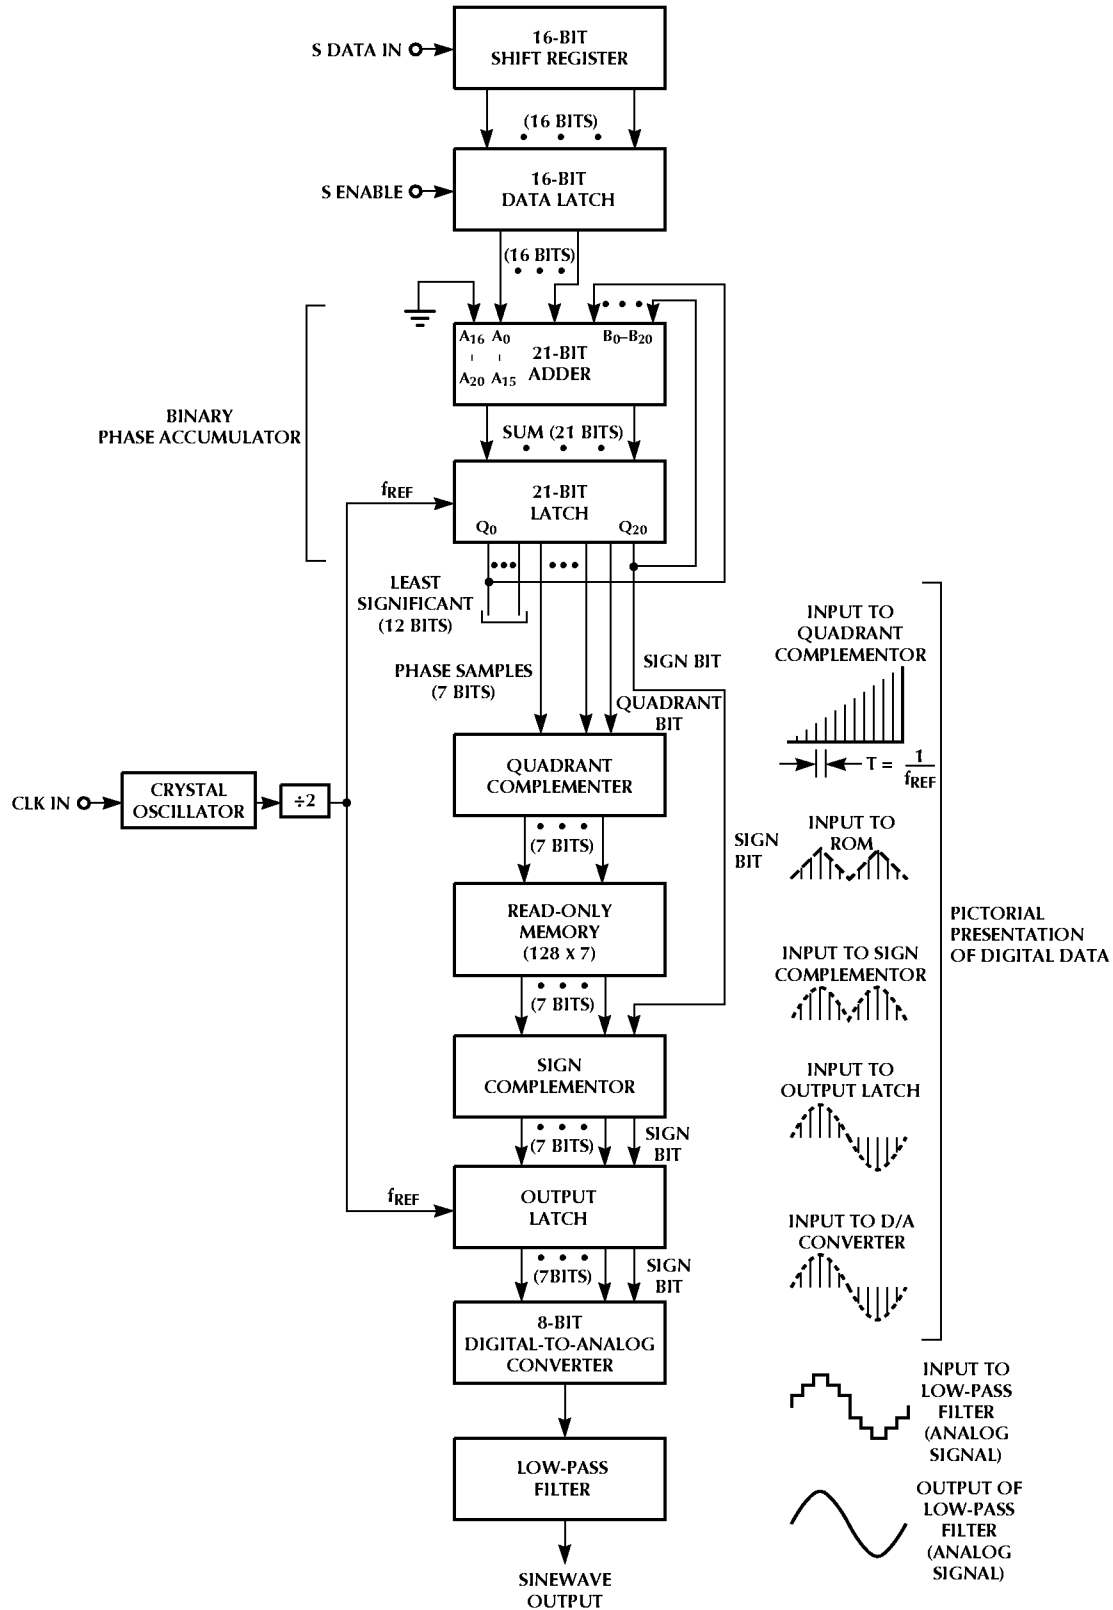 16-BIT
SHIFT REGISTER
S DATA IN
(16 BITS)
16-BIT
DATA LATCH
S ENABLE
(16 BITS)
A16 A0
B0–B20
21-BIT
ADDER
A20 A15
BINARY
PHASE ACCUMULATOR
SUM (21 BITS)
21-BIT
LATCH
fREF
Q0
Q20
LEAST
SIGNIFICANT
(12 BITS)
PHASE SAMPLES
(7 BITS)
SIGN BIT
QUADRANT
BIT
QUADRANT
COMPLEMENTER
CLK IN
CRYSTAL
OSCILLATOR
÷2
(7 BITS)
SIGN
BIT
READ-ONLY
MEMORY
(128 X 7)
(7 BITS)
SIGN
COMPLEMENTOR
(7 BITS)
SIGN
BIT
fREF
OUTPUT
LATCH
(7BITS)
SIGN
BIT
8-BIT
DIGITAL-TO-ANALOG
CONVERTER
LOW-PASS
FILTER
SINEWAVE
OUTPUT
INPUT TO
QUADRANT
COMPLEMENTOR
T = 1
fREF
INPUT TO
ROM
INPUT TO SIGN
COMPLEMENTOR
INPUT TO
OUTPUT LATCH
INPUT TO D/A
CONVERTER
PICTORIAL
PRESENTATION
OF DIGITAL DATA
INPUT TO
LOW-PASS
FILTER
(ANALOG
SIGNAL)
OUTPUT OF
LOW-PASS
FILTER
(ANALOG
SIGNAL)